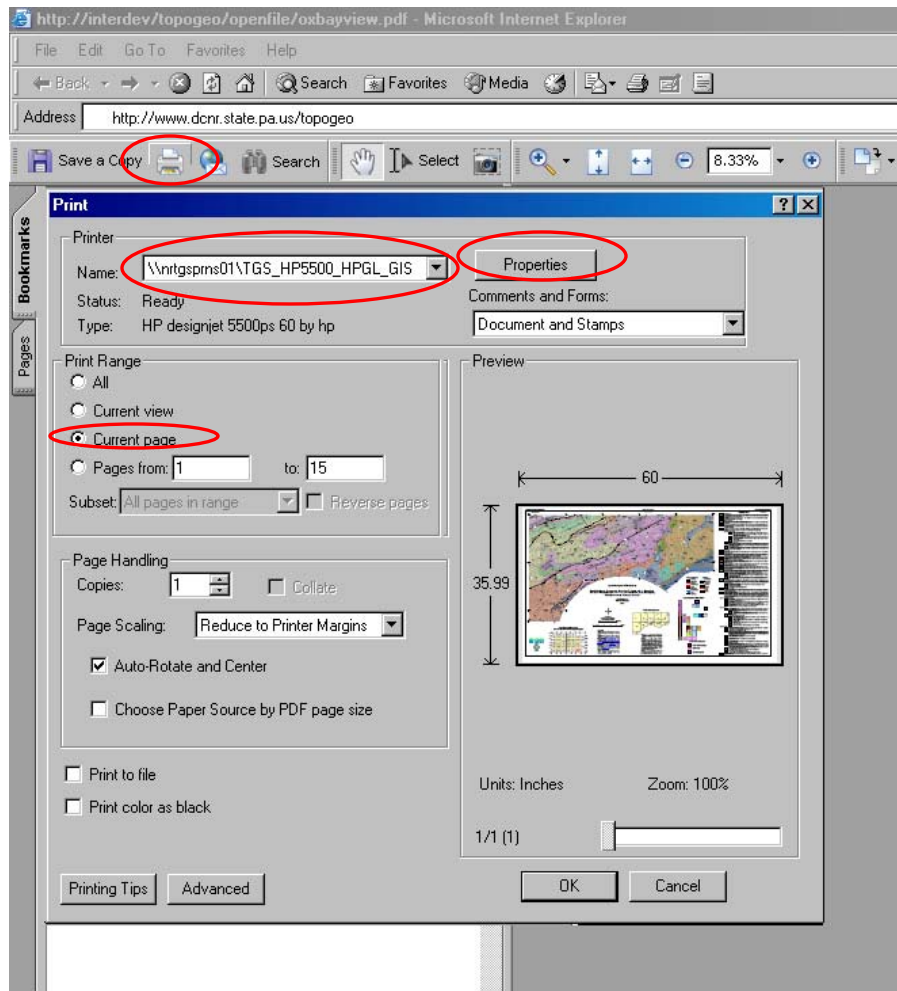 http://interdev/topogeo/openfile/oxbayview.pdf - Microsoft Internet Explorer
File Edit Go To Favorites Help
Back Search Favorites Media
Address http://www.dcnr.state.pa.us/topogeo
Save a Copy Search Select 8.33%
Bookmarks
Pages
Print
Printer
Name: \\nrtgsprns01\TGS_HP5500_HPGL_GIS Properties
Status: Ready Comments and Forms:
Type: HP designjet 5500ps 60 by hp Document and Stamps
Print Range Preview
All
Current view
Current page
Pages from: 1 to: 15
Subset: All pages in range Reverse pages
60
35.99
Page Handling
Copies: 1 Collate
Page Scaling: Reduce to Printer Margins
Auto-Rotate and Center
Choose Paper Source by PDF page size
Print to file
Units: Inches Zoom: 100%
Print color as black
1/1 (1)
Printing Tips Advanced OK Cancel